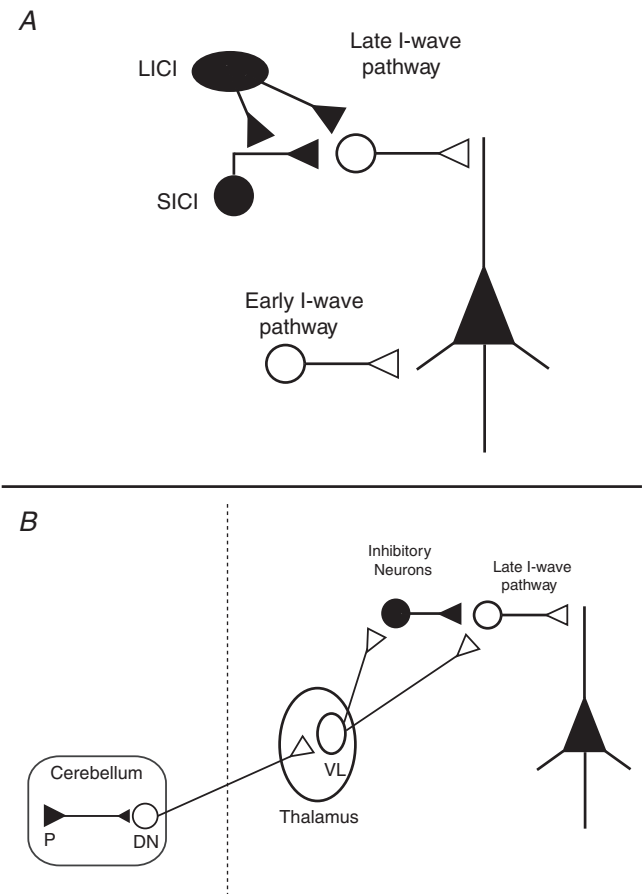 A
LICI
Late I-wave
pathway
SICI
Early I-wave
pathway
B
Inhibitory
Neurons
Late I-wave
pathway
Cerebellum
P
DN
VL
Thalamus